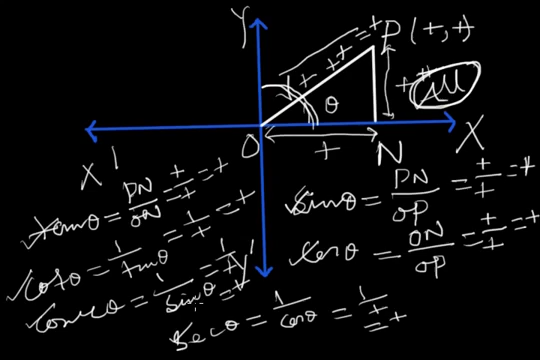 Y
P (+, +)
√+ ++ = +
θ
++
All
X' O + N X
tanθ = PN/ON = +/+ = +
sinθ = PN/OP = +/+ = +
cotθ = 1/tanθ = 1/+ = +
cosθ = ON/OP = +/+ = +
cosecθ = 1/sinθ = 1/+ = +
Y'
secθ = 1/cosθ = 1/+ = +